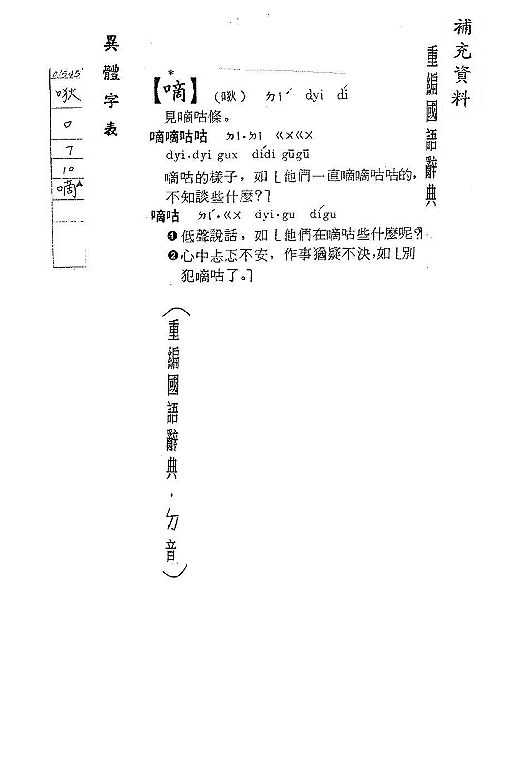 補充資料
重編國語辭典
*
【嘀】 (啾) ㄉㄧˊ dyi dí
見嘀咕條。
嘀嘀咕咕 ㄉㄧ·ㄉㄧ ㄍㄨㄍㄨ
dyi·dyi gux dídi gūgū
嘀咕的樣子，如⌊他們一直嘀嘀咕咕的，
不知談些什麼？⌉
嘀咕 ㄉㄧˊ·ㄍㄨ dyi·gu dígu
❶低聲說話，如⌊他們在嘀咕些什麼呢？⌉
❷心中忐忑不安，作事猶疑不決，如⌊別
犯嘀咕了。⌉
（重編國語辭典，ㄉ音）
異體字表
01505
0
7
10
嘀